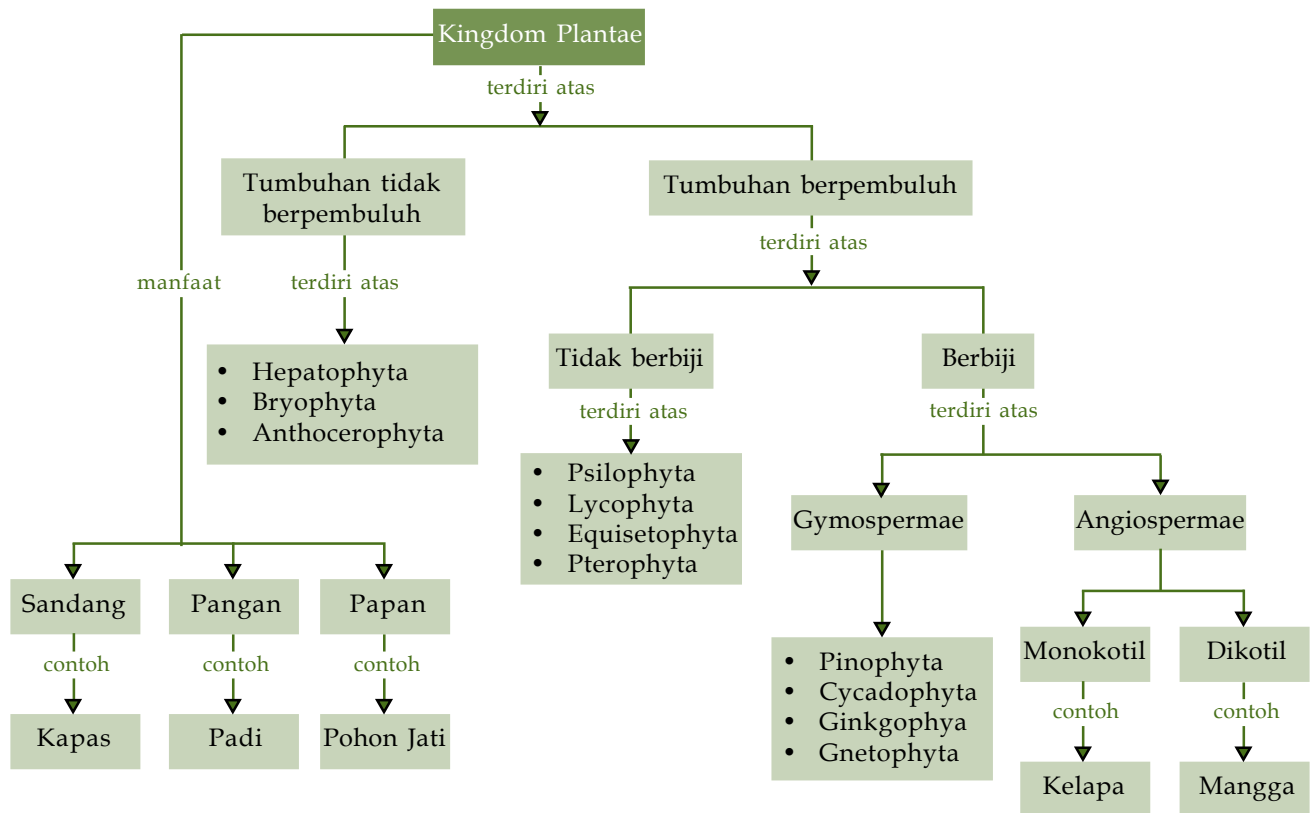 Kingdom Plantae
terdiri atas
Tumbuhan tidak
berpembuluh
Tumbuhan berpembuluh
terdiri atas
manfaat
terdiri atas
Tidak berbiji
Berbiji
• Hepatophyta
• Bryophyta
• Anthocerophyta
terdiri atas
terdiri atas
• Psilophyta
• Lycophyta
• Equisetophyta
• Pterophyta
Gymospermae
Angiospermae
Sandang
Pangan
Papan
contoh
contoh
contoh
Kapas
Padi
Pohon Jati
• Pinophyta
• Cycadophyta
• Ginkgophya
• Gnetophyta
Monokotil
Dikotil
contoh
contoh
Kelapa
Mangga